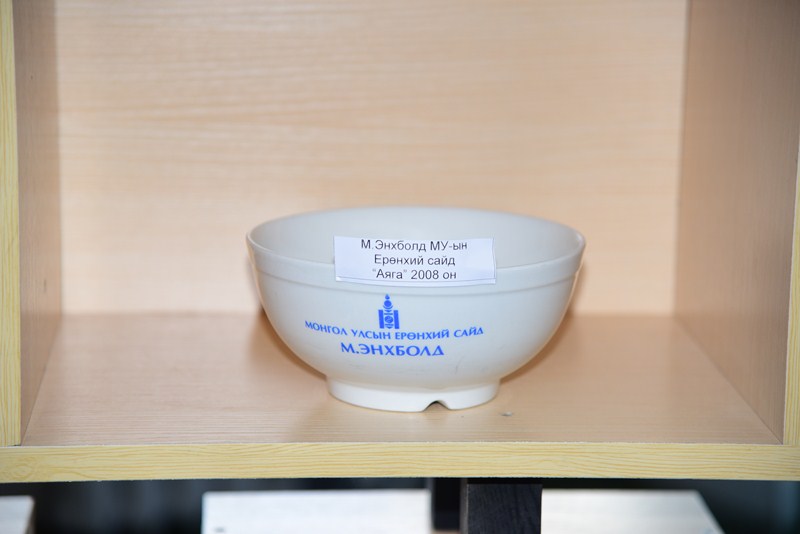 М.Энхболд МУ-ын
Ерөнхий сайд
"Аяга" 2008 он
МОНГОЛ УЛСЫН ЕРӨНХИЙ САЙД
М.ЭНХБОЛД